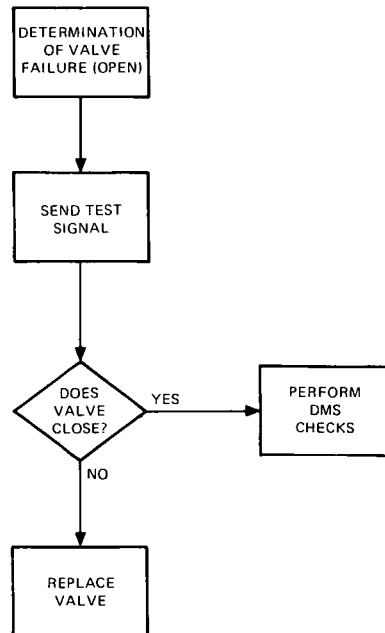 DETERMINATION
OF VALVE
FAILURE (OPEN)
SEND TEST
SIGNAL
DOES
VALVE
CLOSE?
YES
PERFORM
DMS
CHECKS
NO
REPLACE
VALVE